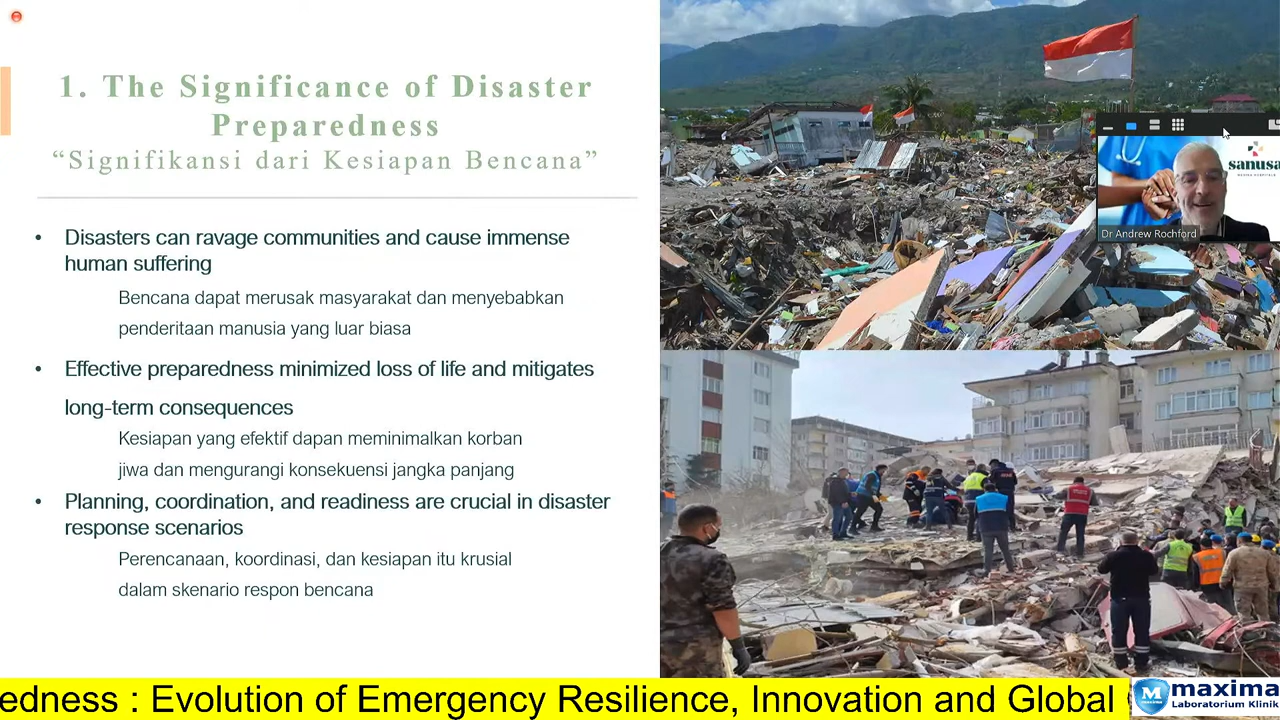 1. The Significance of Disaster
Preparedness
“Signifikansi dari Kesiapan Bencana”
• Disasters can ravage communities and cause immense
human suffering
Bencana dapat merusak masyarakat dan menyebabkan
penderitaan manusia yang luar biasa
• Effective preparedness minimized loss of life and mitigates
long-term consequences
Kesiapan yang efektif dapan meminimalkan korban
jiwa dan mengurangi konsekuensi jangka panjang
• Planning, coordination, and readiness are crucial in disaster
response scenarios
Perencanaan, koordinasi, dan kesiapan itu krusial
dalam skenario respon bencana
sanusa
Dr Andrew Rochford
edness : Evolution of Emergency Resilience, Innovation and Global
maxima
Laboratorium Klinik